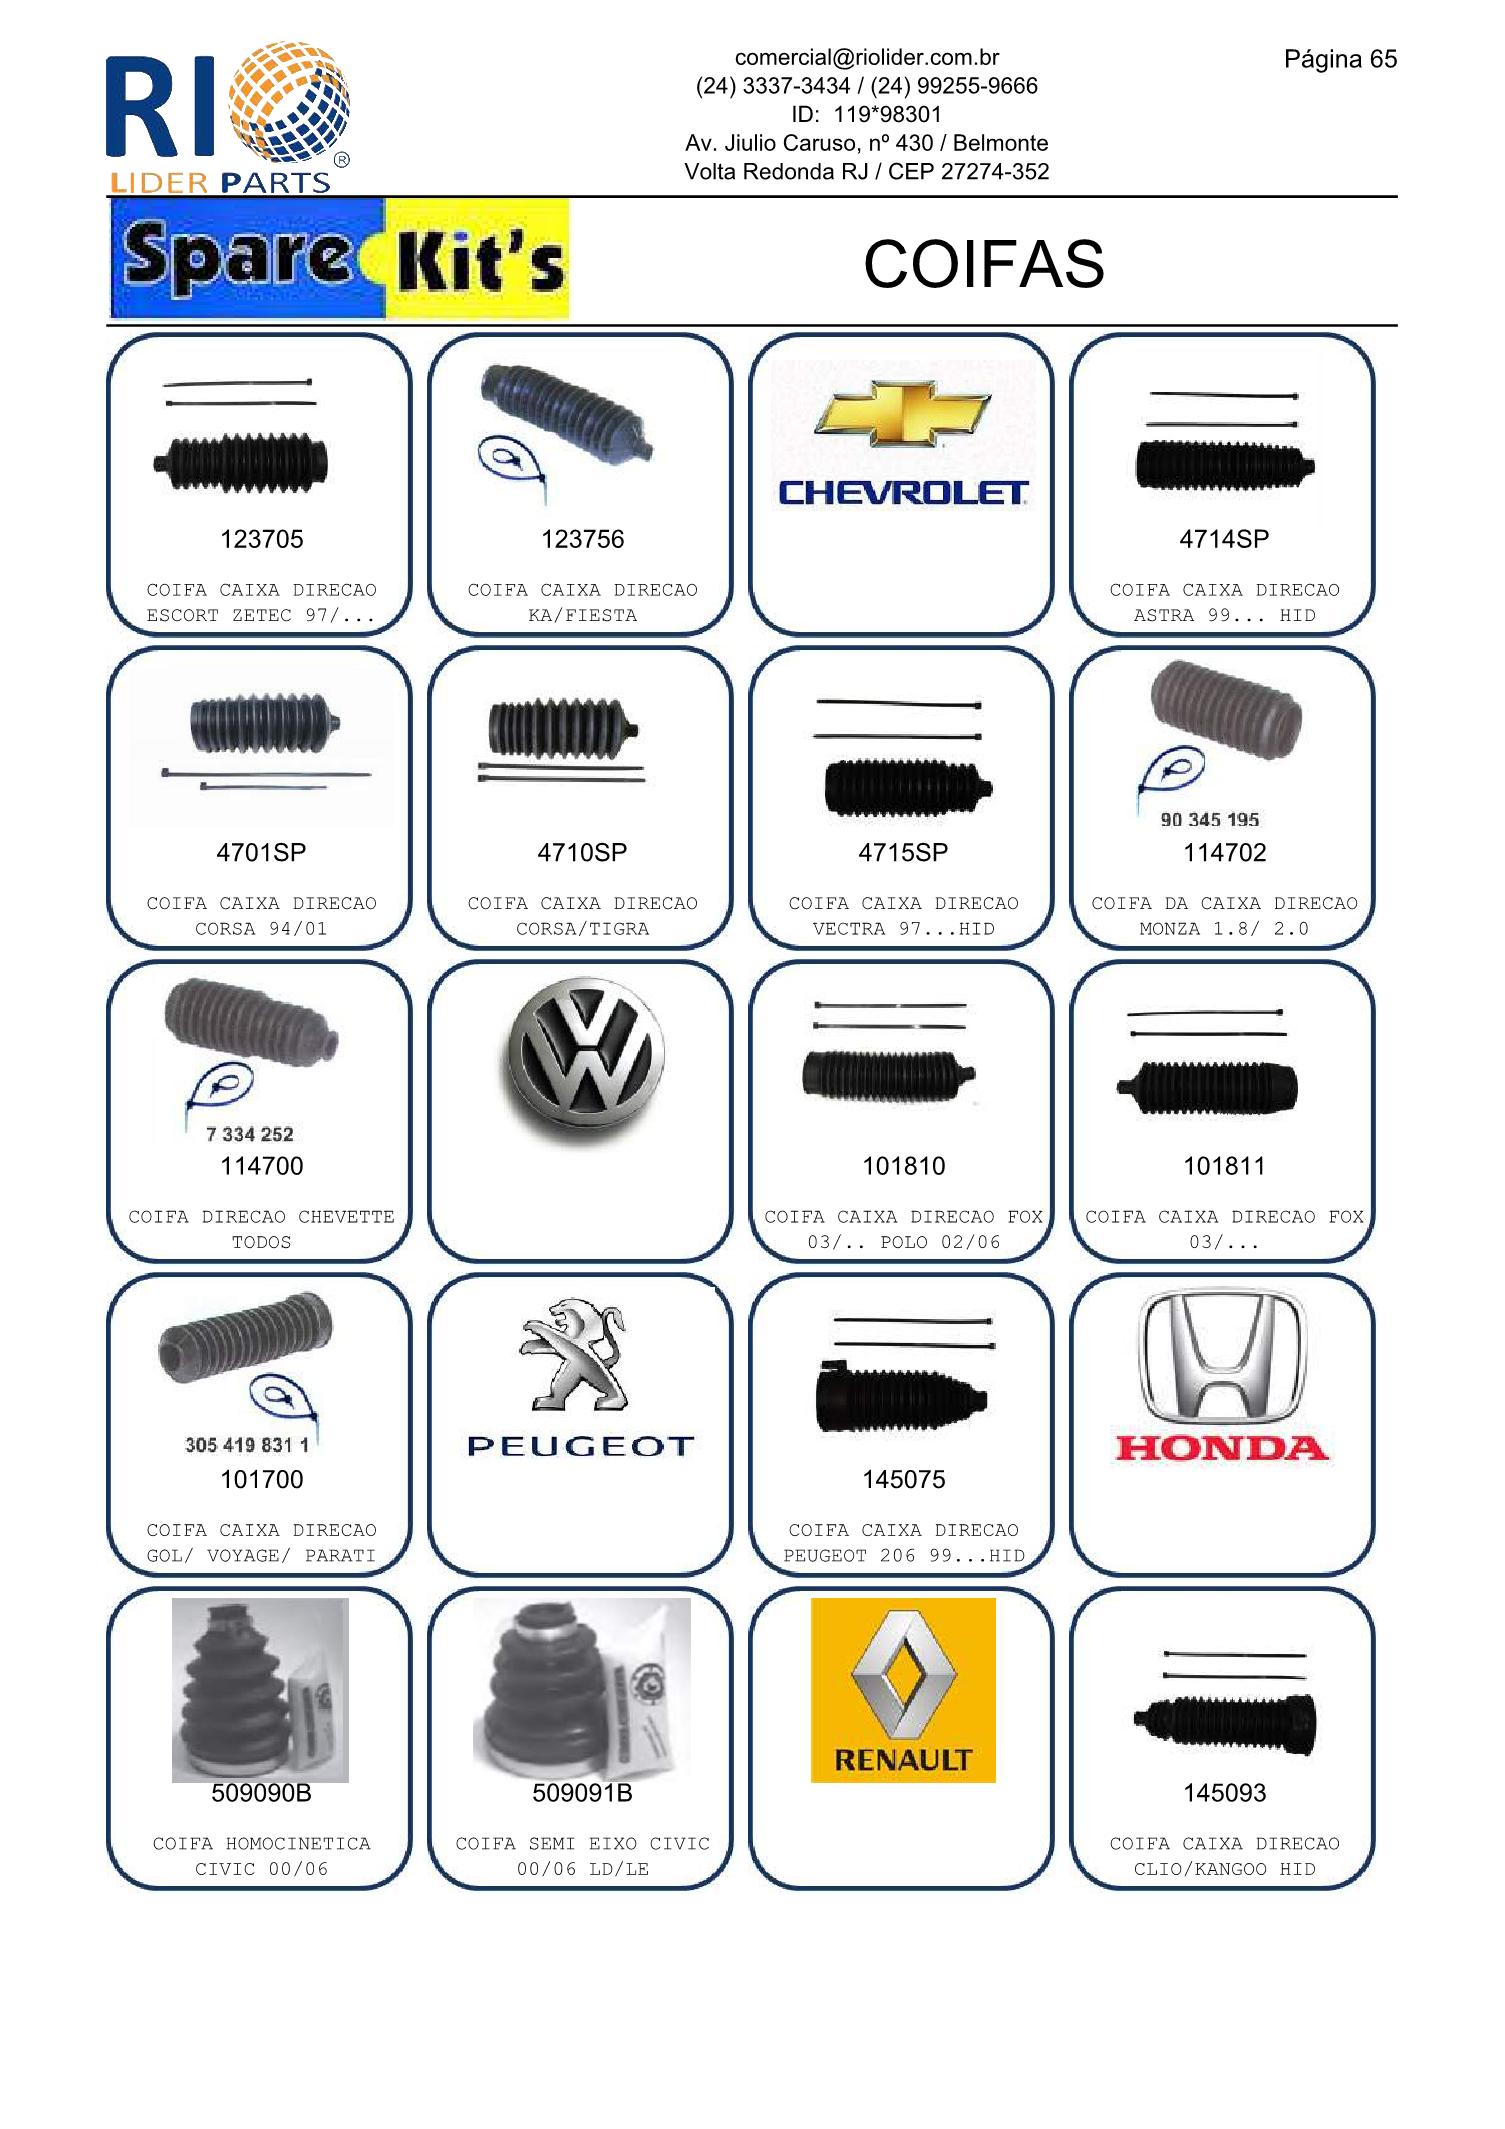 RIO
LIDER PARTS
®
comercial@riolider.com.br
(24) 3337-3434 / (24) 99255-9666
ID: 119*98301
Av. Jiulio Caruso, nº 430 / Belmonte
Volta Redonda RJ / CEP 27274-352
Página 65
Spare Kit's
COIFAS
123705
COIFA CAIXA DIRECAO
ESCORT ZETEC 97/...
123756
COIFA CAIXA DIRECAO
KA/FIESTA
CHEVROLET
4714SP
COIFA CAIXA DIRECAO
ASTRA 99... HID
4701SP
COIFA CAIXA DIRECAO
CORSA 94/01
4710SP
COIFA CAIXA DIRECAO
CORSA/TIGRA
4715SP
COIFA CAIXA DIRECAO
VECTRA 97...HID
90 345 195
114702
COIFA DA CAIXA DIRECAO
MONZA 1.8/ 2.0
7 334 252
114700
COIFA DIRECAO CHEVETTE
TODOS
101810
COIFA CAIXA DIRECAO FOX
03/.. POLO 02/06
101811
COIFA CAIXA DIRECAO FOX
03/...
305 419 831 1
101700
COIFA CAIXA DIRECAO
GOL/ VOYAGE/ PARATI
PEUGEOT
145075
COIFA CAIXA DIRECAO
PEUGEOT 206 99...HID
HONDA
509090B
COIFA HOMOCINETICA
CIVIC 00/06
509091B
COIFA SEMI EIXO CIVIC
00/06 LD/LE
RENAULT
145093
COIFA CAIXA DIRECAO
CLIO/KANGOO HID